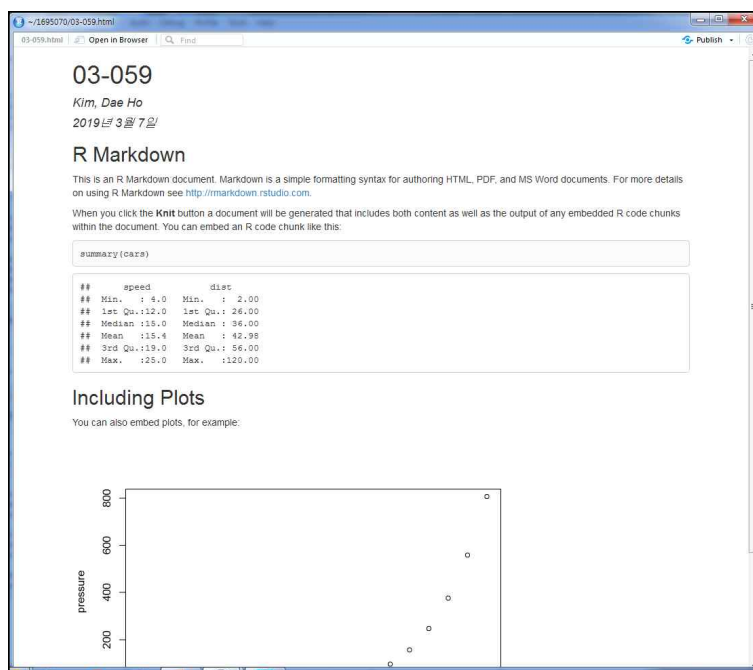 ~/1695070/03-059.html
03-059.html Open in Browser Find Publish
03-059
Kim, Dae Ho
2019년 3월 7일
R Markdown
This is an R Markdown document. Markdown is a simple formatting syntax for authoring HTML, PDF, and MS Word documents. For more details
on using R Markdown see http://rmarkdown.rstudio.com.
When you click the Knit button a document will be generated that includes both content as well as the output of any embedded R code chunks
within the document. You can embed an R code chunk like this:
summary(cars)
##      speed           dist
##  Min.   : 4.0   Min.   :  2.00
##  1st Qu.:12.0   1st Qu.: 26.00
##  Median :15.0   Median : 36.00
##  Mean   :15.4   Mean   : 42.98
##  3rd Qu.:19.0   3rd Qu.: 56.00
##  Max.   :25.0   Max.   :120.00
Including Plots
You can also embed plots, for example:
800
600
400
200
pressure